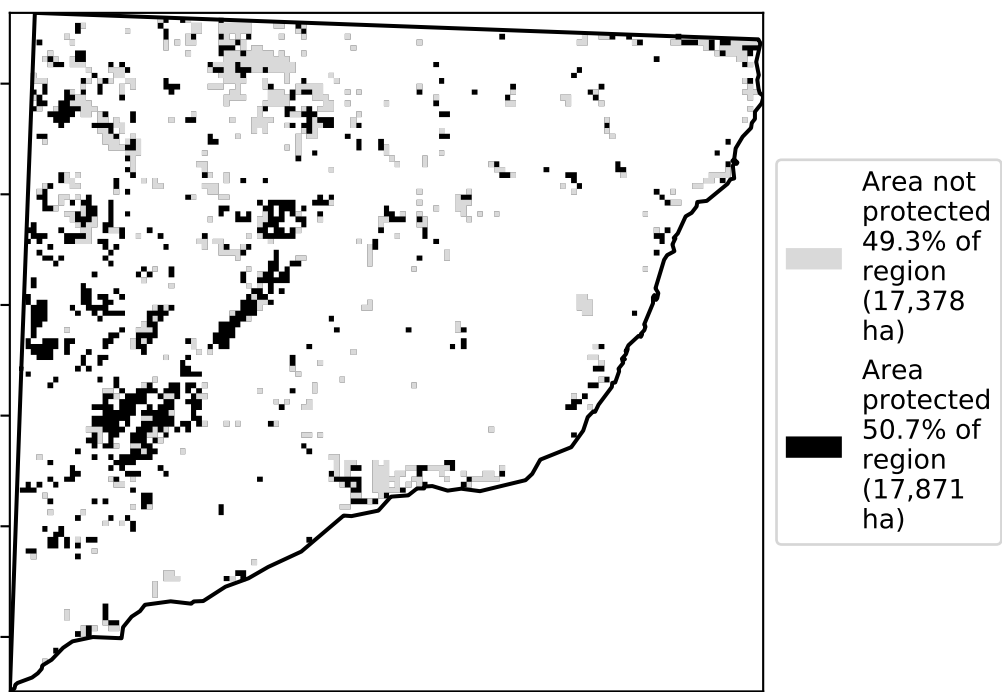 Area not
protected
49.3% of
region
(17,378
ha)
Area
protected
50.7% of
region
(17,871
ha)